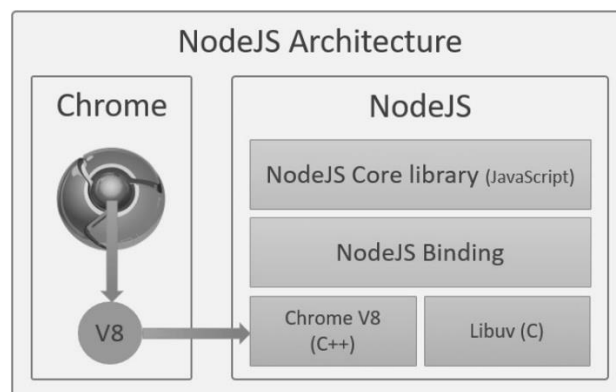 NodeJS Architecture
Chrome
V8
NodeJS
NodeJS Core library (JavaScript)
NodeJS Binding
Chrome V8
(C++)
Libuv (C)